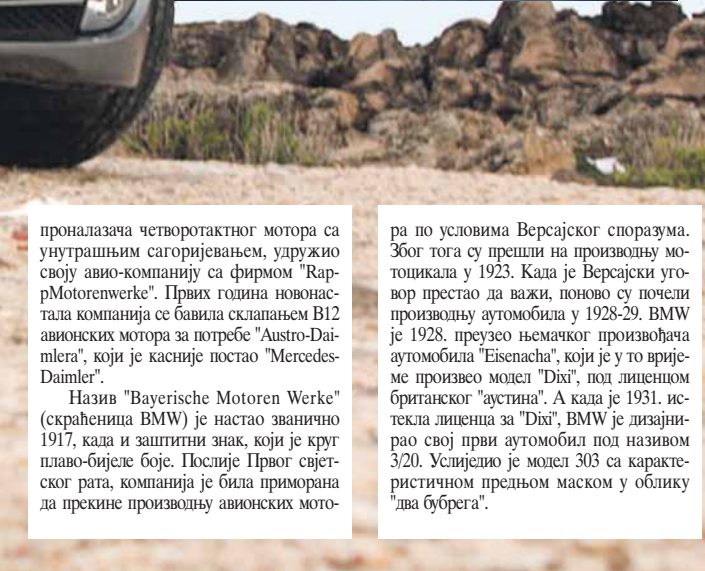 проналазача четворотактног мотора са
унутрашњим сагоријевањем, удружио
своју авио-компанију са фирмом "Rap-
pMotorenwerke". Првих година новонас-
тала компанија се бавила склапањем В12
авионских мотора за потребе "Austro-Dai-
mlera", који је касније постао "Mercedes-
Daimler".
Назив "Bayerische Motoren Werke"
(скраћеница BMW) је настао званично
1917, када и заштитни знак, који је круг
плаво-бијеле боје. Послије Првог свјет-
ског рата, компанија је била приморана
да прекине производњу авионских мото-
ра по условима Версајског споразума.
Због тога су прешли на производњу мо-
тоцикала у 1923. Када је Версајски уго-
вор престао да важи, поново су почели
производњу аутомобила у 1928-29. BMW
је 1928. преузео њемачког произвођача
аутомобила "Eisenacha", који је у то врије-
ме произвео модел "Dixi", под лиценцом
британског "аустина". А када је 1931. ис-
текла лиценца за "Dixi", BMW је дизајни-
рао свој први аутомобил под називом
3/20. Услиједио је модел 303 са каракте-
ристичном предњом маском у облику
"два бубрега".